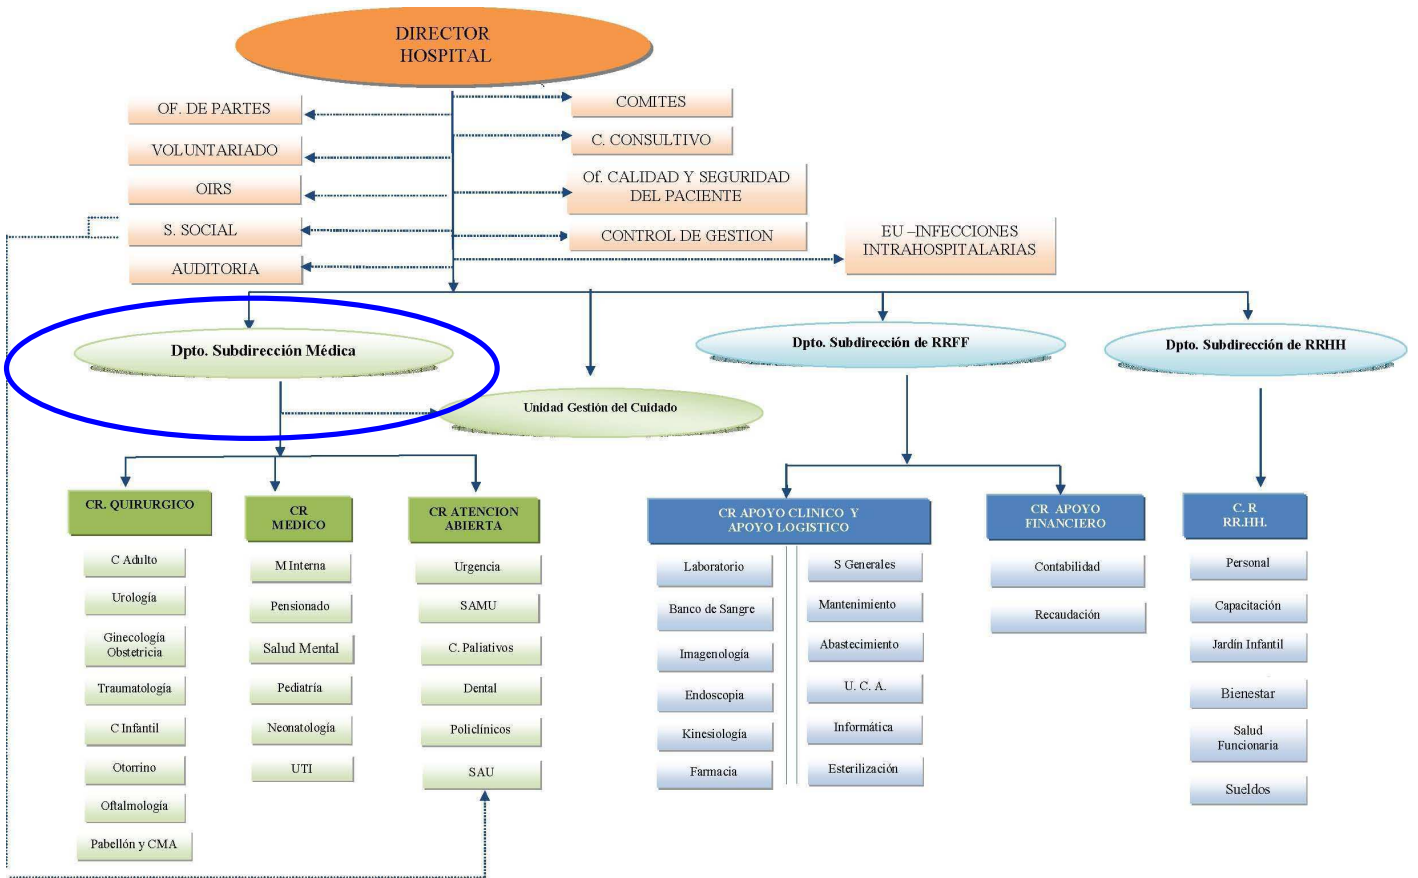 DIRECTOR
HOSPITAL
OF. DE PARTES
VOLUNTARIADO
OIRS
S. SOCIAL
AUDITORIA
COMITES
C. CONSULTIVO
Of. CALIDAD Y SEGURIDAD
DEL PACIENTE
CONTROL DE GESTION
EU –INFECCIONES
INTRAHOSPITALARIAS
Dpto. Subdirección Médica
Dpto. Subdirección de RRFF
Dpto. Subdirección de RRHH
Unidad Gestión del Cuidado
CR. QUIRURGICO
C Adulto
Urología
Ginecología
Obstetricia
Traumatología
C Infantil
Otorrino
Oftalmología
Pabellón y CMA
CR
MEDICO
M Interna
Pensionado
Salud Mental
Pediatría
Neonatología
UTI
CR ATENCION
ABIERTA
Urgencia
SAMU
C. Paliativos
Dental
Policlínicos
SAU
CR APOYO CLINICO Y
APOYO LOGISTICO
Laboratorio
Banco de Sangre
Imagenología
Endoscopia
Kinesiología
Farmacia
S Generales
Mantenimiento
Abastecimiento
U. C. A.
Informática
Esterilización
CR APOYO
FINANCIERO
Contabilidad
Recaudación
C. R
RR.HH.
Personal
Capacitación
Jardín Infantil
Bienestar
Salud
Funcionaria
Sueldos